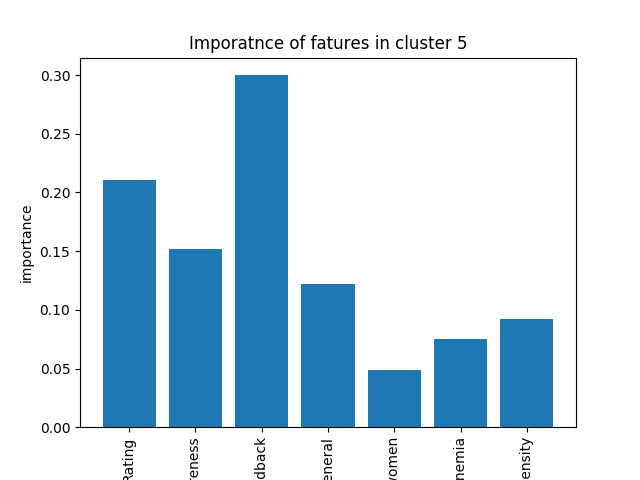 Imporatnce of fatures in cluster 5
0.30
0.25
0.20
0.15
0.10
0.05
0.00
importance
Rating
reness
dback
eneral
women
nemia
ensity